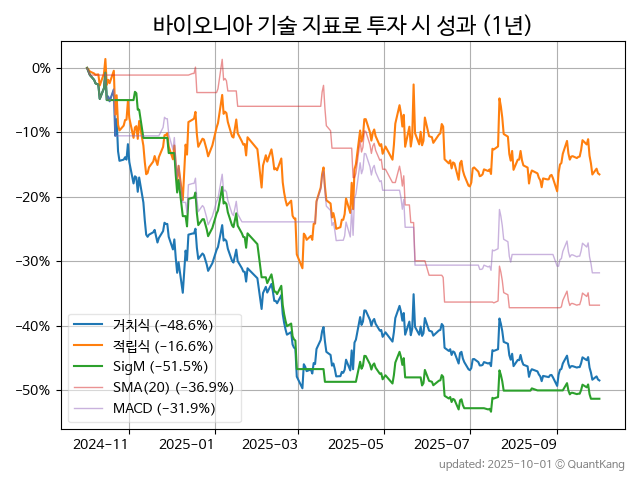 바이오니아 기술 지표로 투자 시 성과 (1년)
0%
−10%
−20%
−30%
−40%
−50%
거치식 (−48.6%)
적립식 (−16.6%)
SigM (−51.5%)
SMA(20) (−36.9%)
MACD (−31.9%)
2024−11 2025−01 2025−03 2025−05 2025−07 2025−09
updated: 2025-10-01 © QuantKang